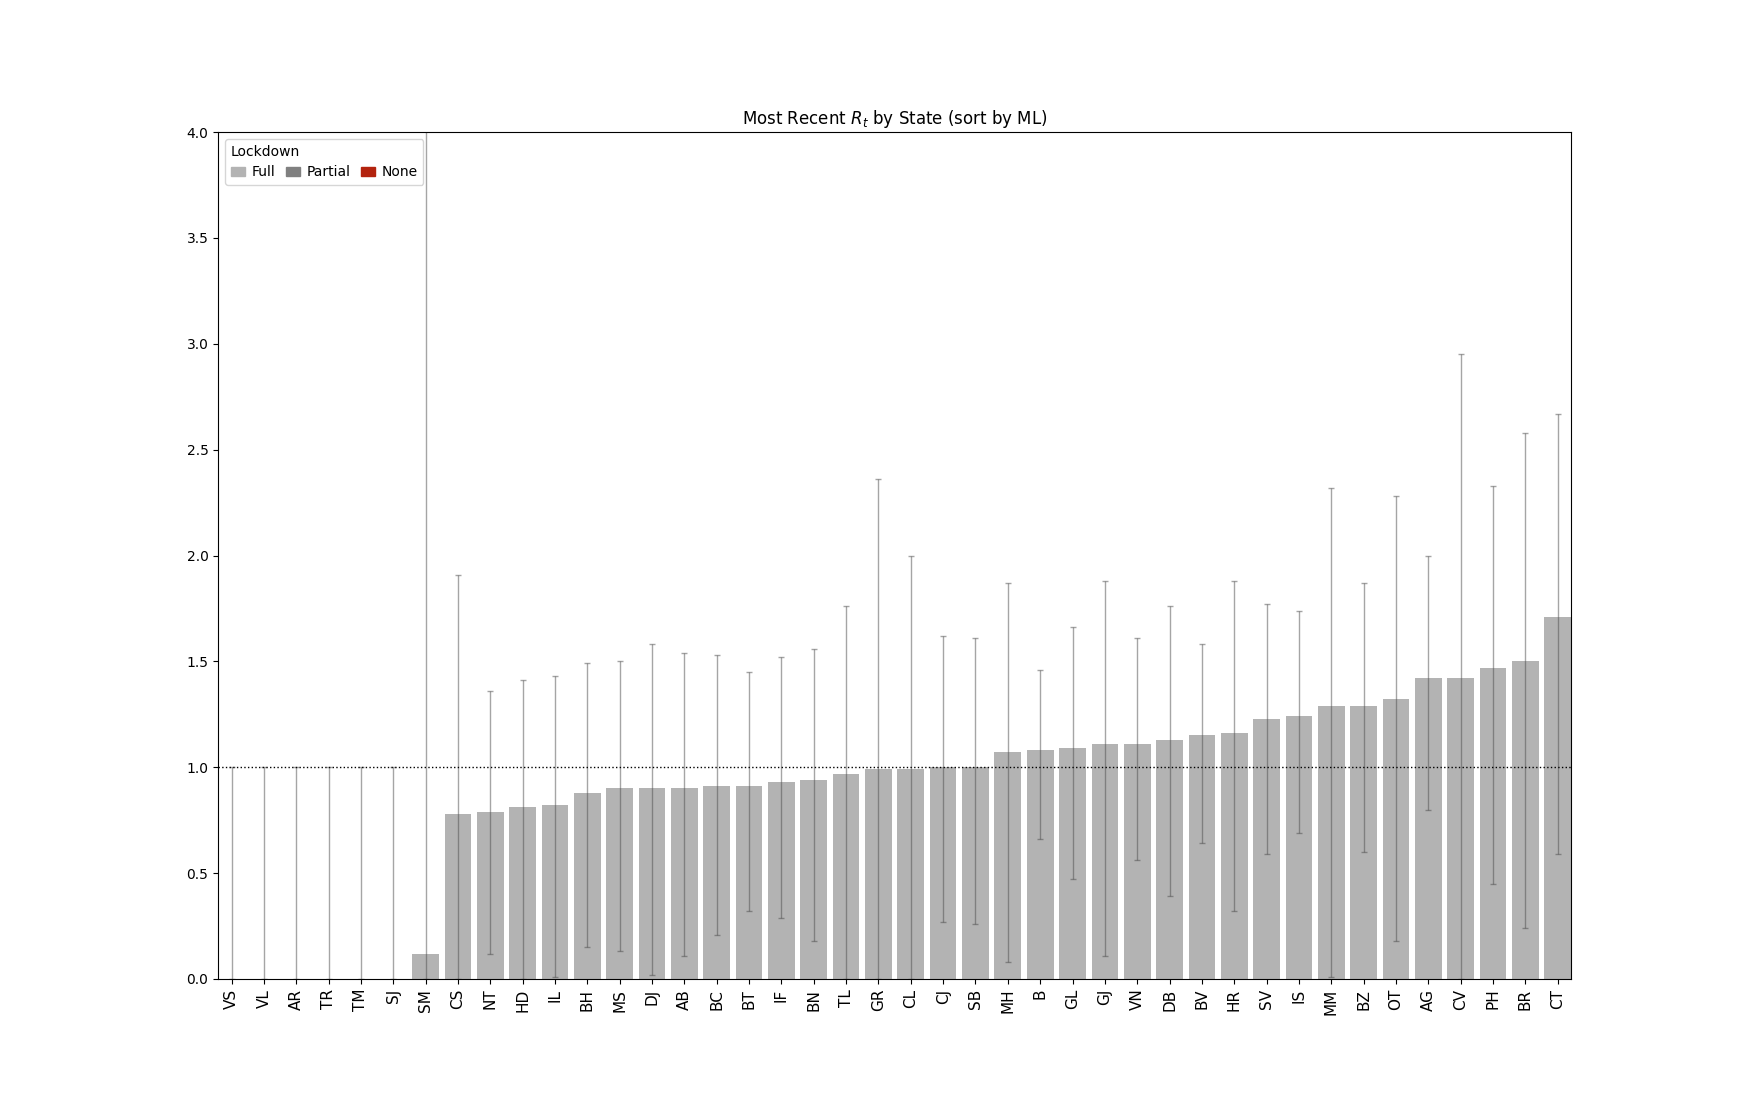 Most Recent R_t by State (sort by ML)
Lockdown
Full Partial None
4.0
3.5
3.0
2.5
2.0
1.5
1.0
0.5
0.0
VS VL AR TR TM SJ SM CS NT HD IL BH MS DJ AB BC BT IF BN TL GR CL CJ SB MH B GL GJ VN DB BV HR SV IS MM BZ OT AG CV PH BR CT